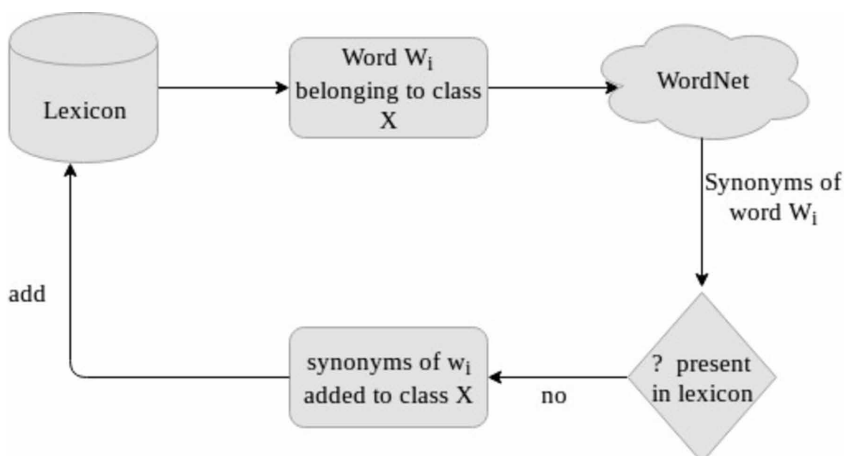 Lexicon
Word Wi
belonging to class
X
WordNet
Synonyms of
word Wi
? present
in lexicon
no
synonyms of wi
added to class X
add